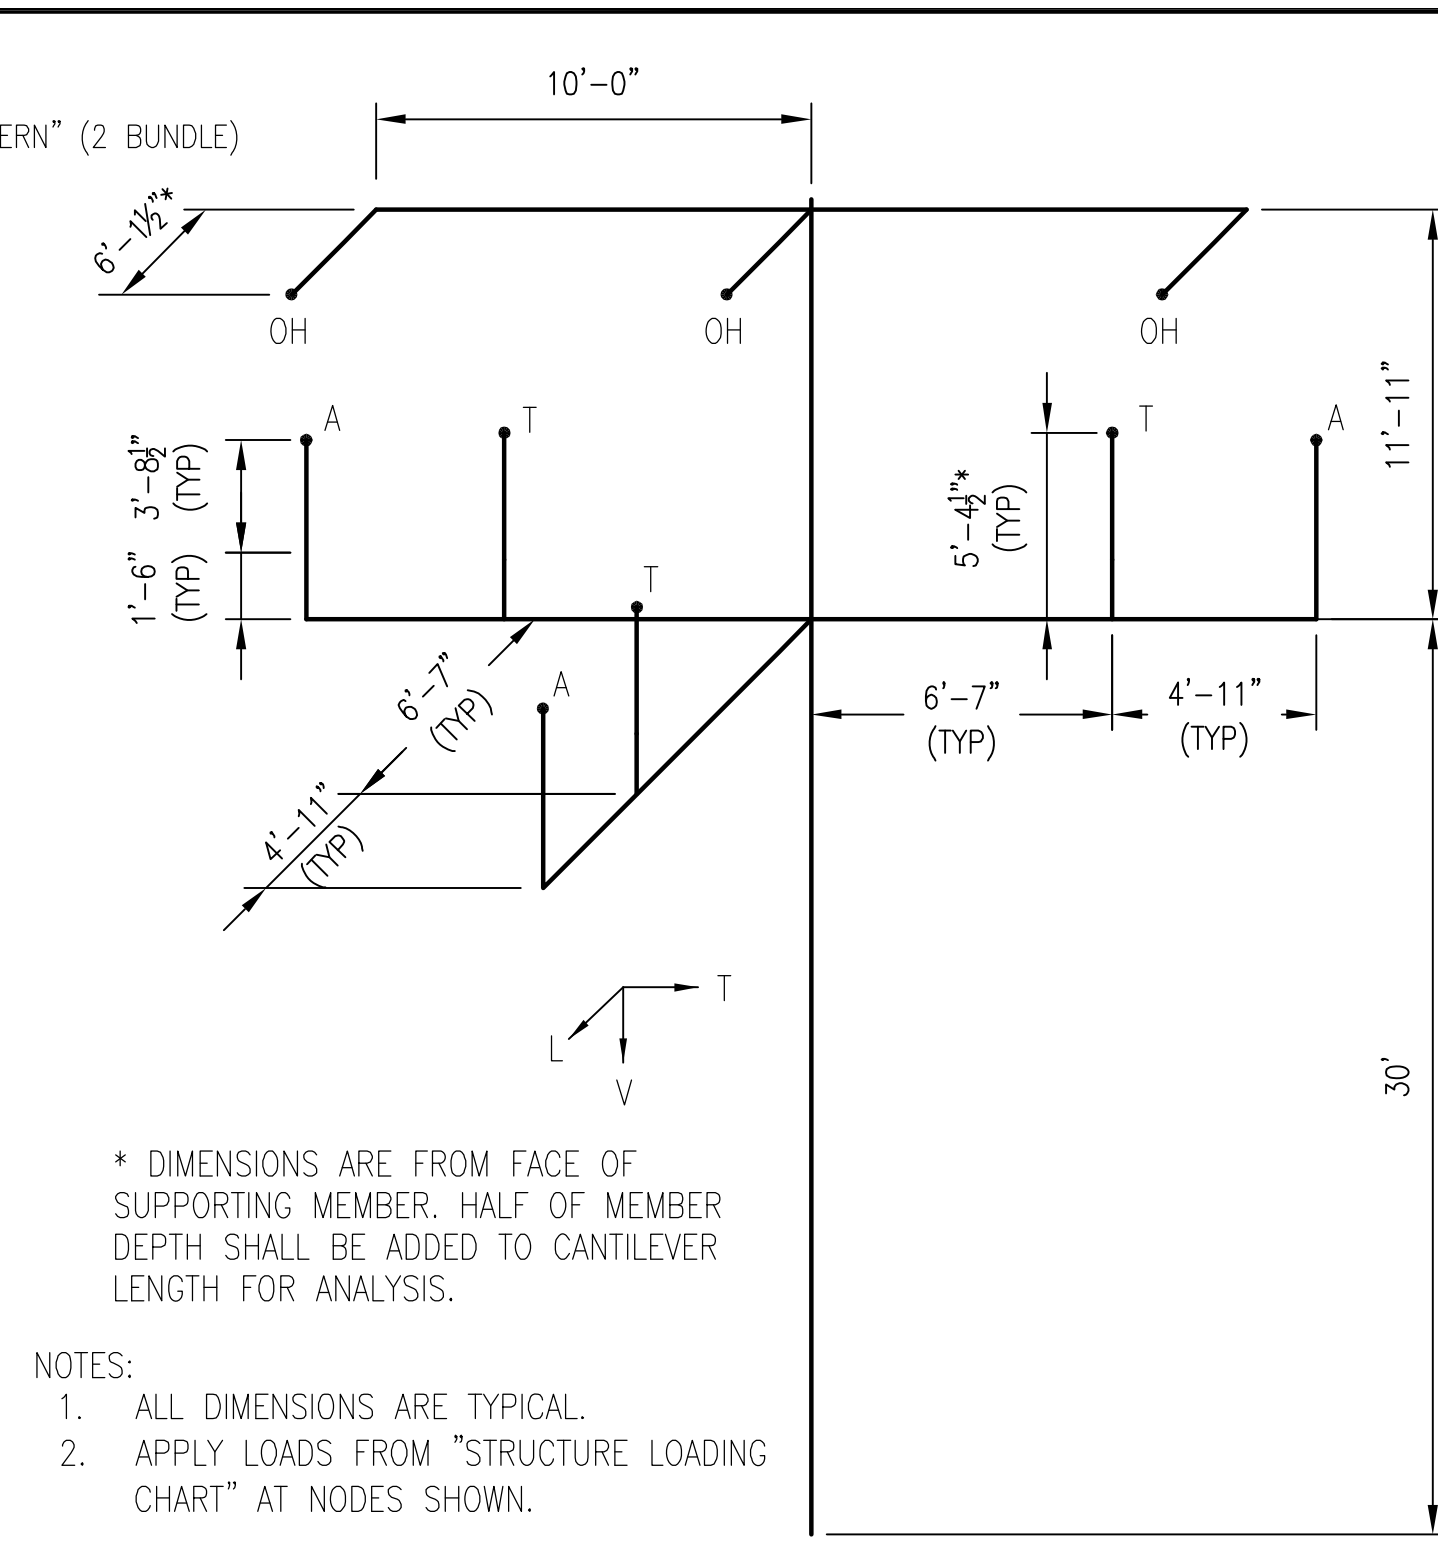 10'-0"
ERN" (2 BUNDLE)
6'-1½"*
OH
OH
OH
A
T
T
A
11'-11"
3'-8½"
(TYP)
1'-6"
(TYP)
5'-4½"*
(TYP)
T
6'-7"
(TYP)
A
6'-7"
(TYP)
4'-11"
(TYP)
4'-11"
(TYP)
T
L
V
30'
* DIMENSIONS ARE FROM FACE OF
SUPPORTING MEMBER. HALF OF MEMBER
DEPTH SHALL BE ADDED TO CANTILEVER
LENGTH FOR ANALYSIS.
NOTES:
1. ALL DIMENSIONS ARE TYPICAL.
2. APPLY LOADS FROM "STRUCTURE LOADING
CHART" AT NODES SHOWN.